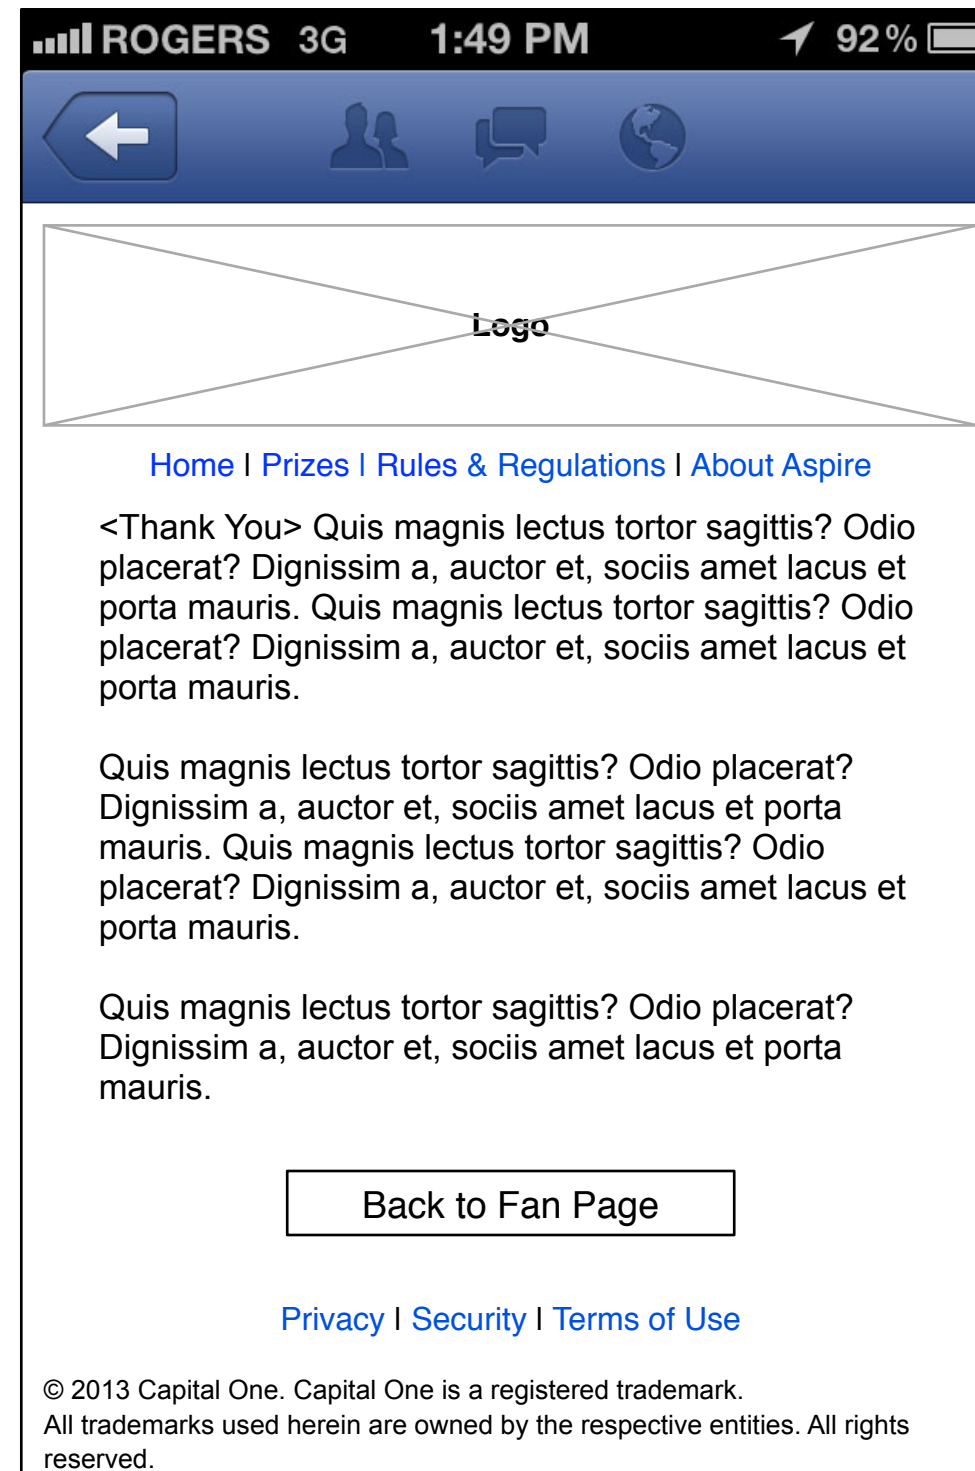 ROGERS 3G 1:49 PM 92%
Logo
Home | Prizes | Rules & Regulations | About Aspire
<Thank You> Quis magnis lectus tortor sagittis? Odio
placerat? Dignissim a, auctor et, sociis amet lacus et
porta mauris. Quis magnis lectus tortor sagittis? Odio
placerat? Dignissim a, auctor et, sociis amet lacus et
porta mauris.
Quis magnis lectus tortor sagittis? Odio placerat?
Dignissim a, auctor et, sociis amet lacus et porta
mauris. Quis magnis lectus tortor sagittis? Odio
placerat? Dignissim a, auctor et, sociis amet lacus et
porta mauris.
Quis magnis lectus tortor sagittis? Odio placerat?
Dignissim a, auctor et, sociis amet lacus et porta
mauris.
Back to Fan Page
Privacy | Security | Terms of Use
© 2013 Capital One. Capital One is a registered trademark.
All trademarks used herein are owned by the respective entities. All rights
reserved.